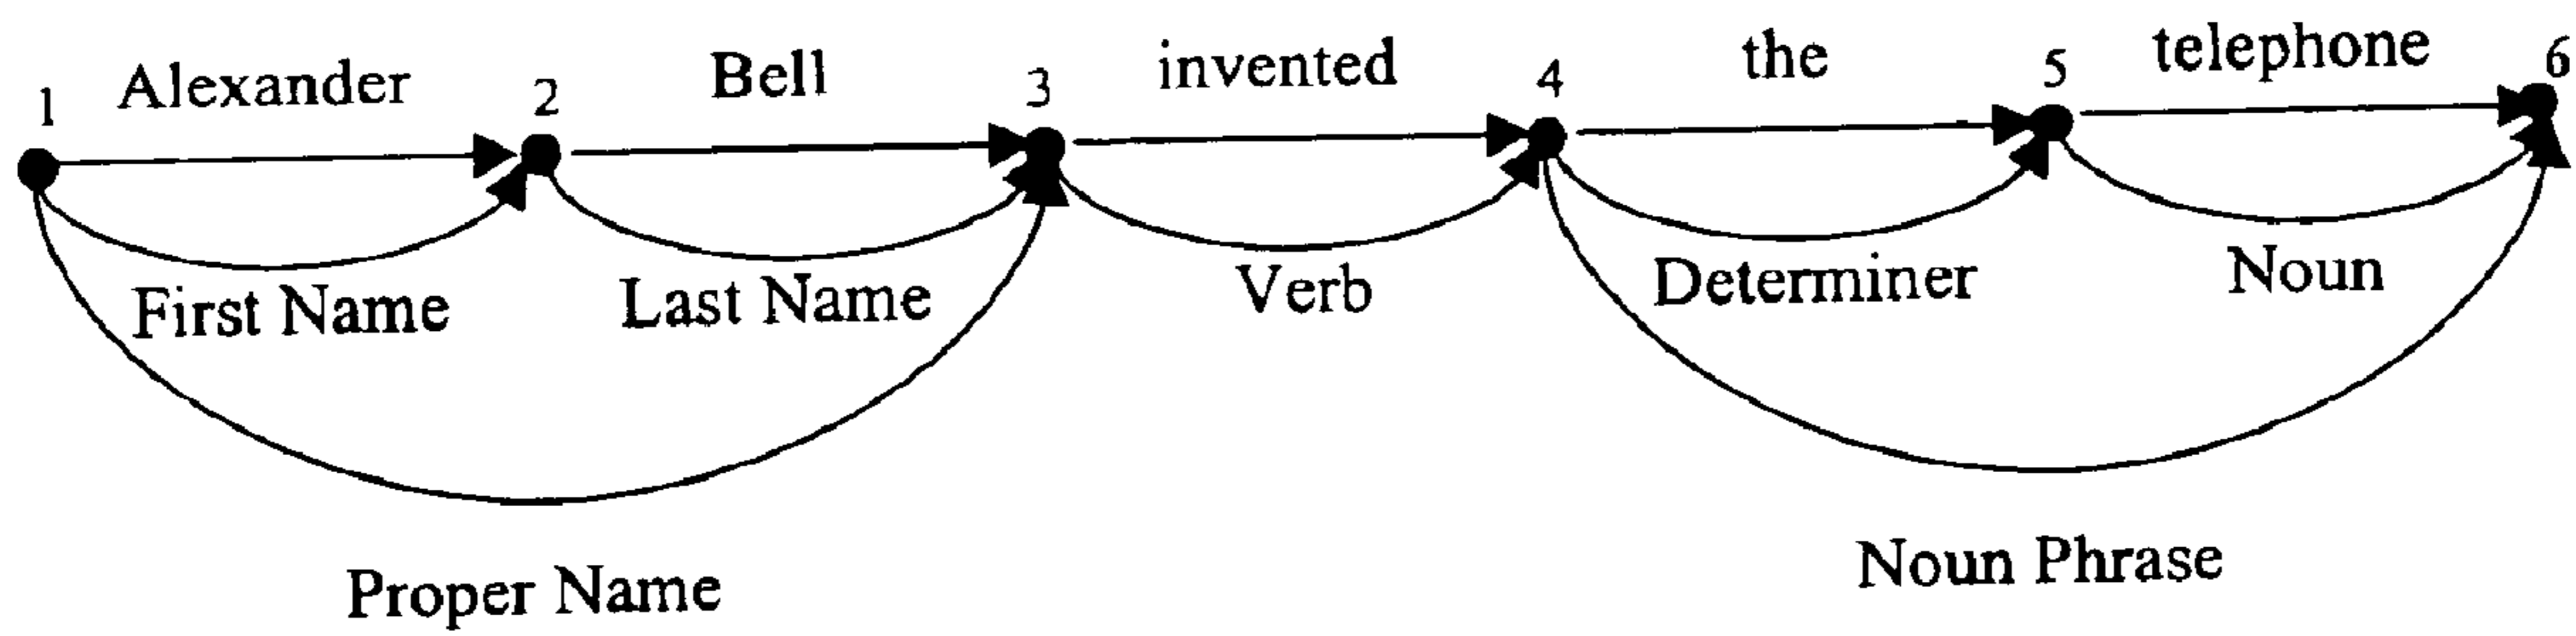 1 Alexander 2 Bell 3 invented 4 the 5 telephone 6
First Name Last Name Verb Determiner Noun
Proper Name Noun Phrase